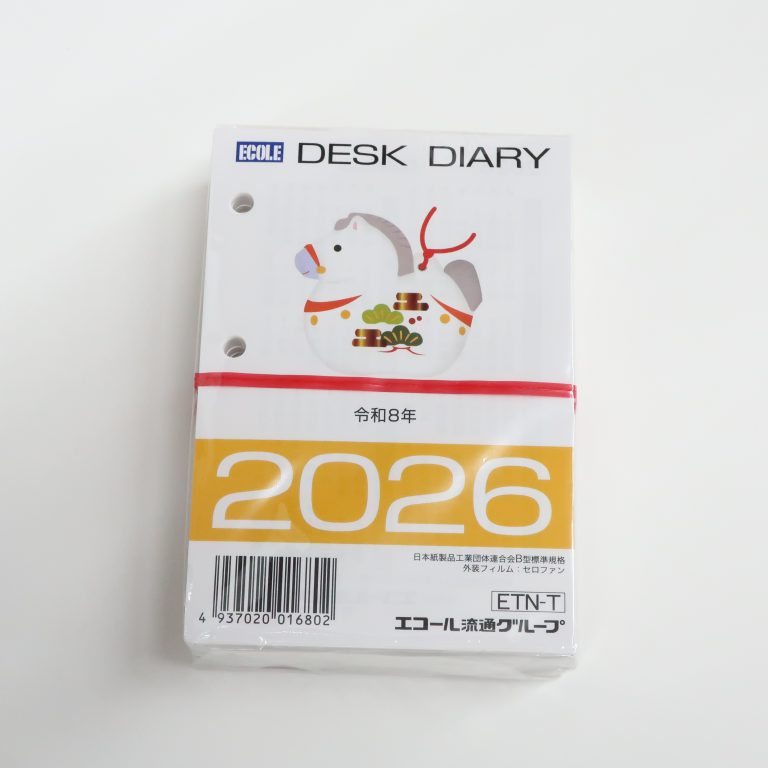 ECOLE DESK DIARY
令和8年
2026
日本紙製品工業団体連合会B型標準規格
外装フィルム：セロファン
ETN-T
4 937020 016802
エコール流通グループ